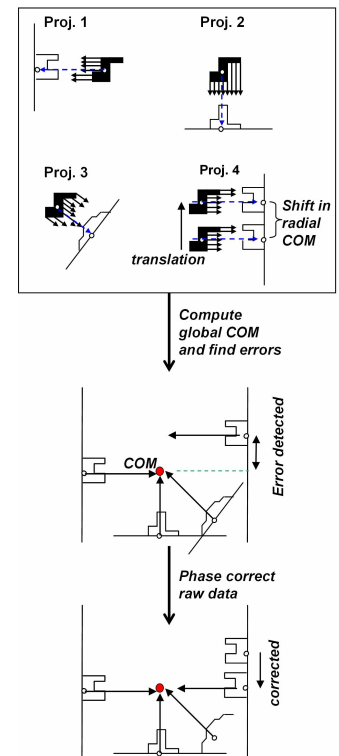 Proj. 1
Proj. 2
Proj. 3
Proj. 4
Shift in
radial
COM
translation
Compute
global COM
and find errors
COM
Error detected
Phase correct
raw data
corrected